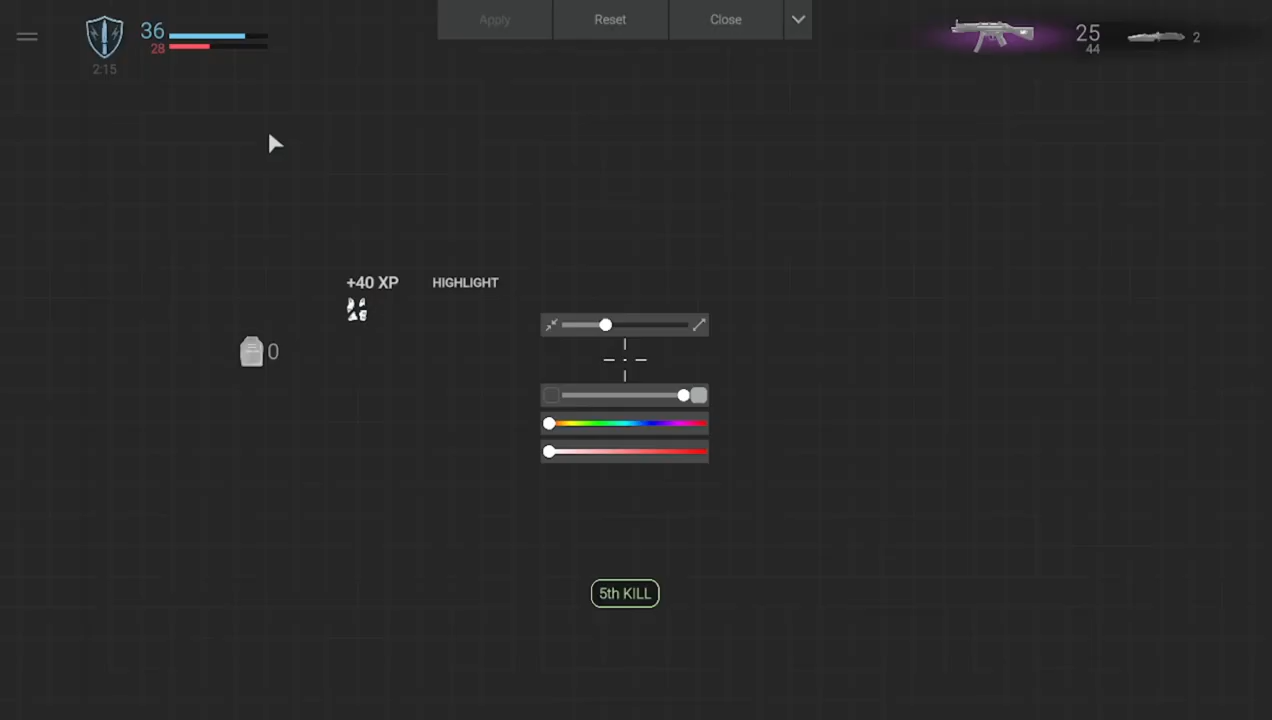 Apply
Reset
Close
36
28
2:15
25
44
2
+40 XP
HIGHLIGHT
0
5th KILL